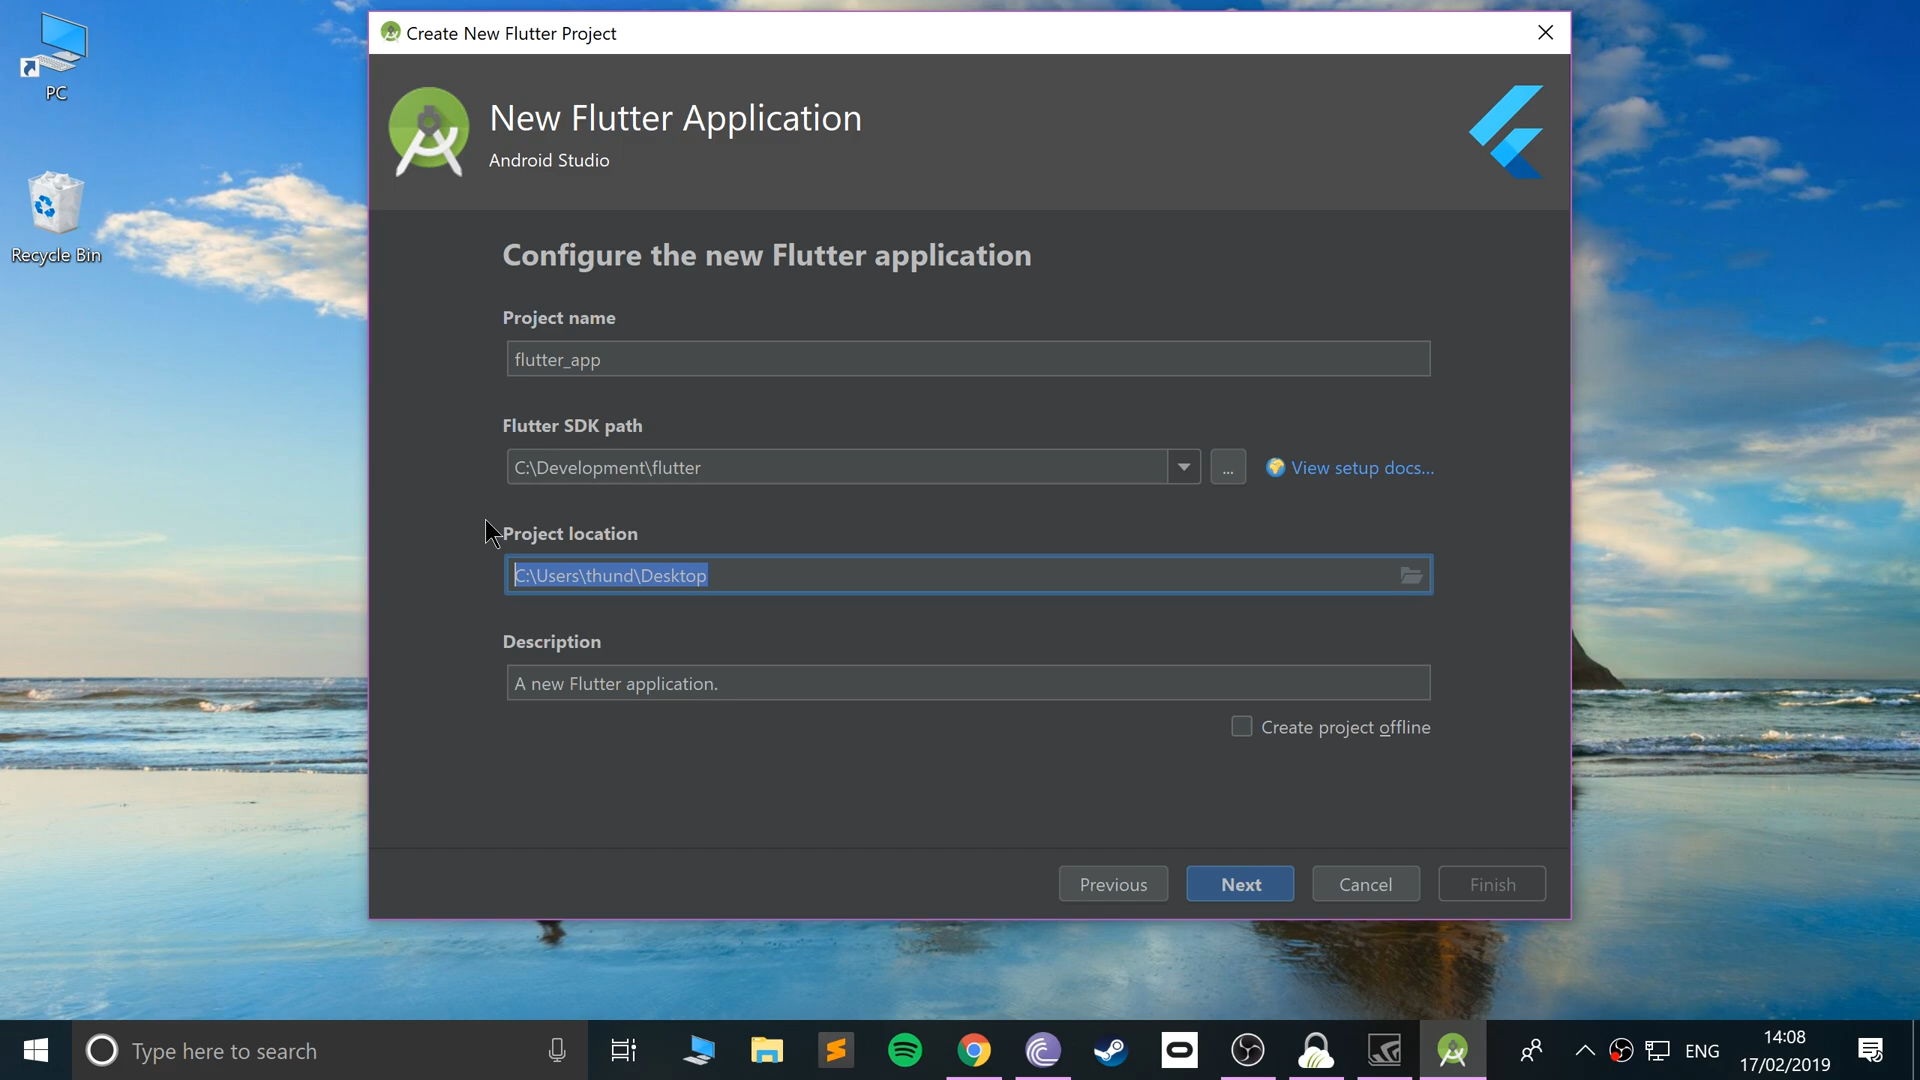 PC
Recycle Bin
Create New Flutter Project
New Flutter Application
Android Studio
Configure the new Flutter application
Project name
flutter_app
Flutter SDK path
C:\Development\flutter
...
View setup docs...
Project location
C:\Users\thund\Desktop
Description
A new Flutter application.
Create project offline
Previous
Next
Cancel
Finish
Type here to search
ENG
14:08
17/02/2019